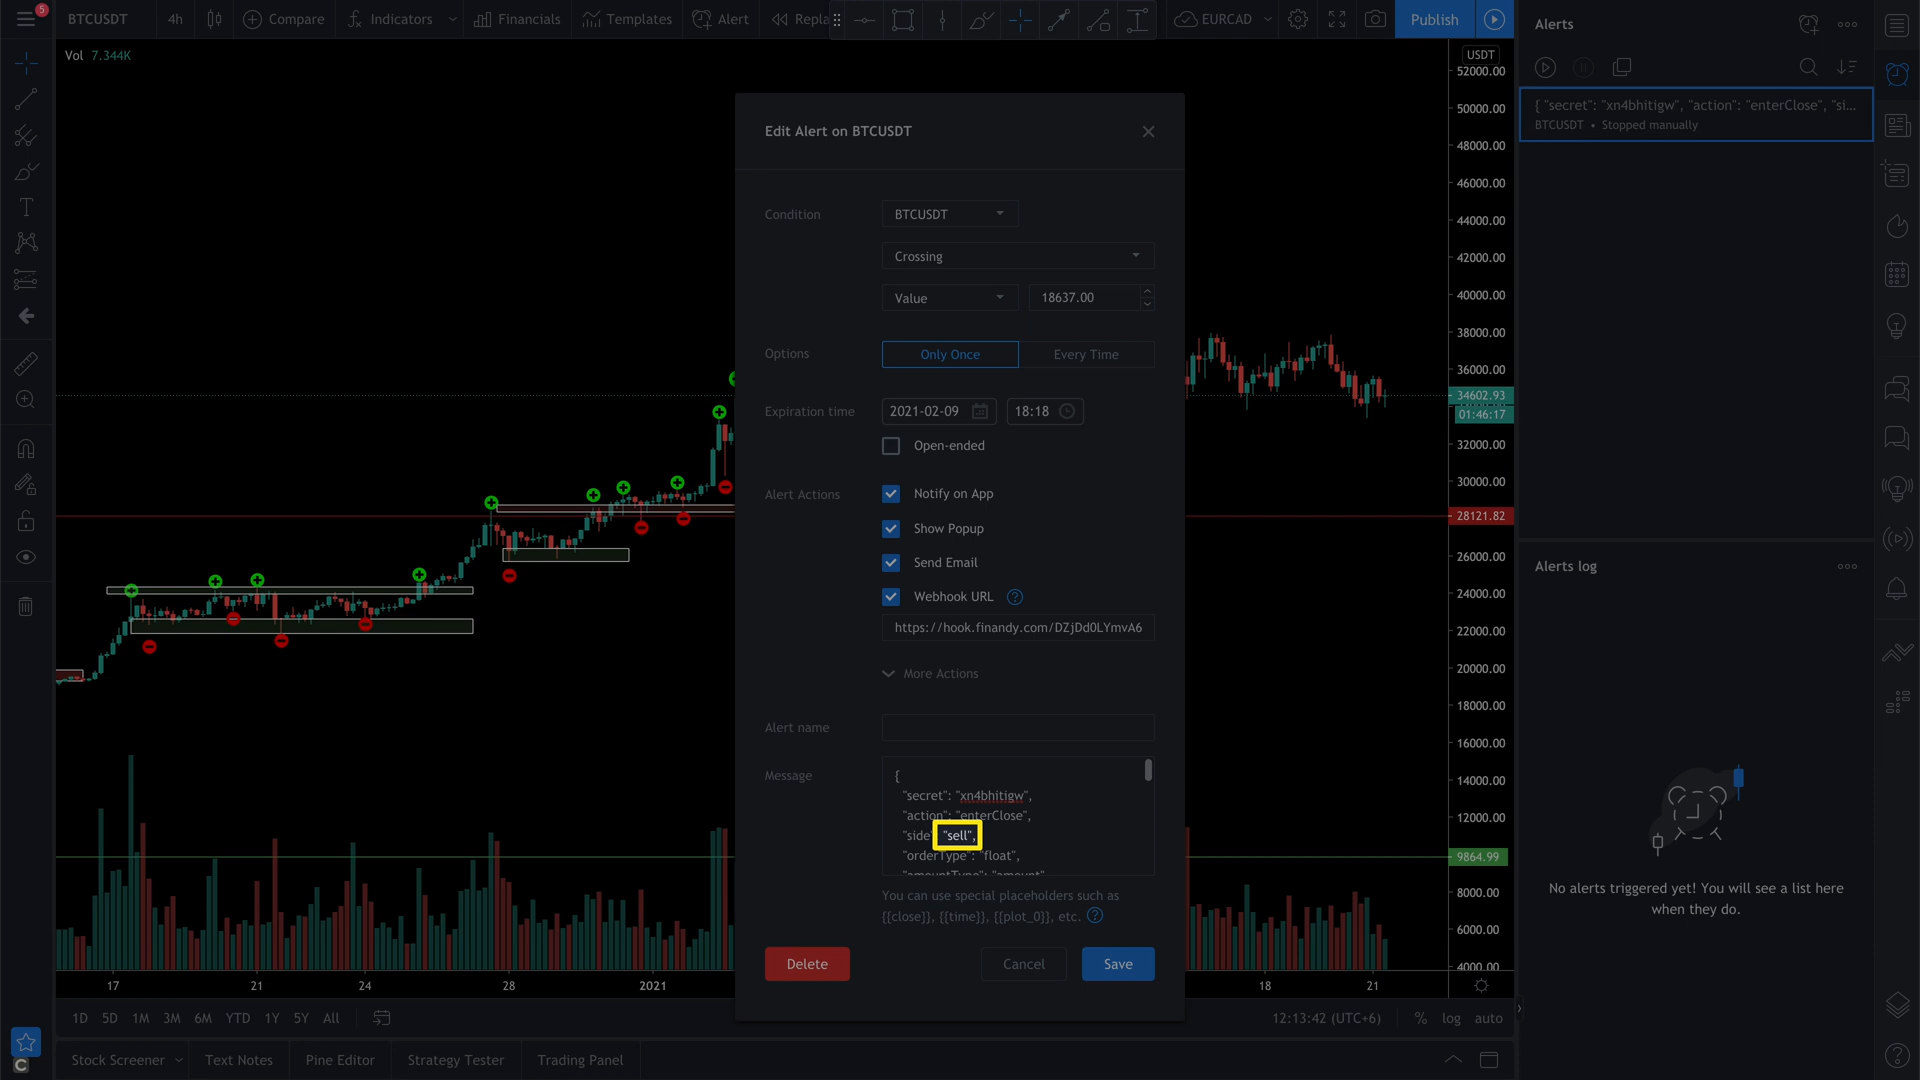 5
BTCUSDT
4h
Compare
Indicators
Financials
Templates
Alert
Repla
EURCAD
Publish
Vol 7.344K
USDT
52000.00
50000.00
48000.00
46000.00
44000.00
42000.00
40000.00
38000.00
36000.00
34602.93
01:46:17
32000.00
30000.00
28121.82
26000.00
24000.00
22000.00
20000.00
18000.00
16000.00
14000.00
12000.00
9864.99
8000.00
6000.00
4000.00
17
21
24
28
2021
18
21
1D 5D 1M 3M 6M YTD 1Y 5Y All
12:13:42 (UTC+6)
% log auto
Stock Screener
Text Notes
Pine Editor
Strategy Tester
Trading Panel
Edit Alert on BTCUSDT
Condition
BTCUSDT
Crossing
Value
18637.00
Options
Only Once
Every Time
Expiration time
2021-02-09
18:18
Open-ended
Alert Actions
Notify on App
Show Popup
Send Email
Webhook URL
https://hook.finandy.com/DZjDd0LYmvA6
More Actions
Alert name
Message
{
"secret": "xn4bhitigw",
"action": "enterClose",
"side": "sell",
"orderType": "float",
"amountType": "amount"
You can use special placeholders such as
{{close}}, {{time}}, {{plot_0}}, etc.
Delete
Cancel
Save
Alerts
{ "secret": "xn4bhitigw", "action": "enterClose", "si...
BTCUSDT • Stopped manually
Alerts log
No alerts triggered yet! You will see a list here
when they do.